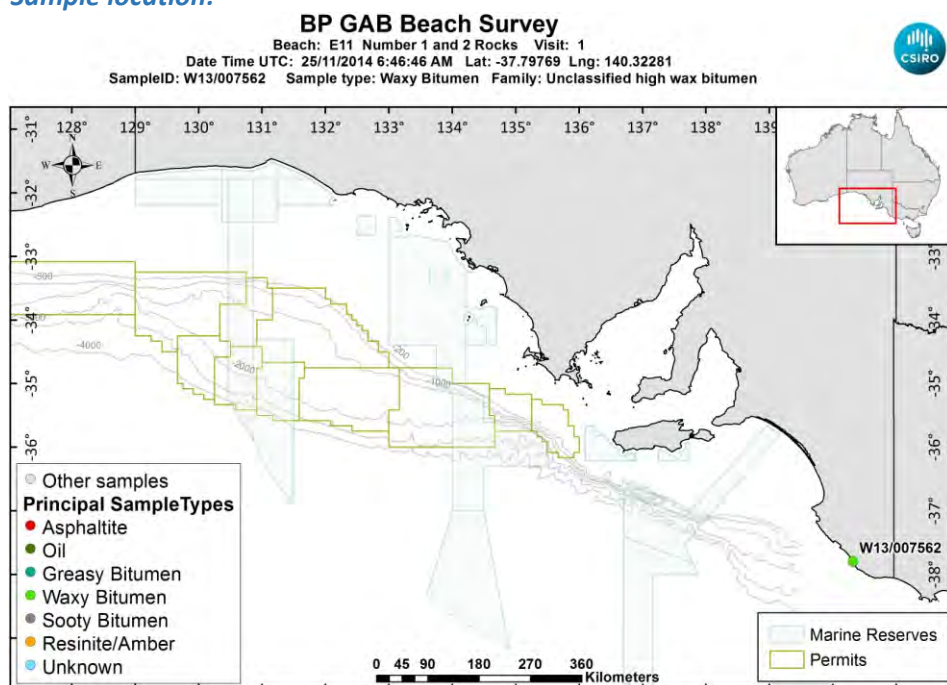 Sample location:
BP GAB Beach Survey
Beach: E11 Number 1 and 2 Rocks Visit: 1
Date Time UTC: 25/11/2014 6:46:46 AM Lat: -37.79769 Lng: 140.32281
SampleID: W13/007562 Sample type: Waxy Bitumen Family: Unclassified high wax bitumen
CSIRO
128° 129° 130° 131° 132° 133° 134° 135° 136° 137° 138° 139
-31°
-32°
-33°
-34°
-35°
-36°
-37°
-38°
N
W E
S
-33°
-34°
-35°
-36°
-37°
-38°
-4000
-2000
-200
-1000
W13/007562
Other samples
Principal SampleTypes
Asphaltite
Oil
Greasy Bitumen
Waxy Bitumen
Sooty Bitumen
Resinite/Amber
Unknown
0 45 90 180 270 360
Kilometers
Marine Reserves
Permits